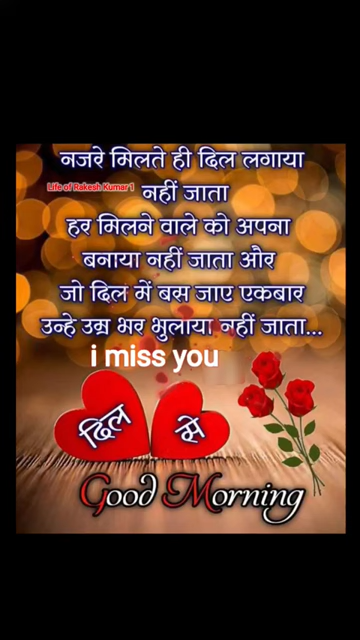 नजरे मिलते ही दिल लगाया
Life of Rakesh Kumar 1
नहीं जाता
हर मिलने वाले को अपना
बनाया नहीं जाता और
जो दिल में बस जाए एकबार
उन्हे उम्र भर भुलाया नहीं जाता...
i miss you
दिल से
Good Morning